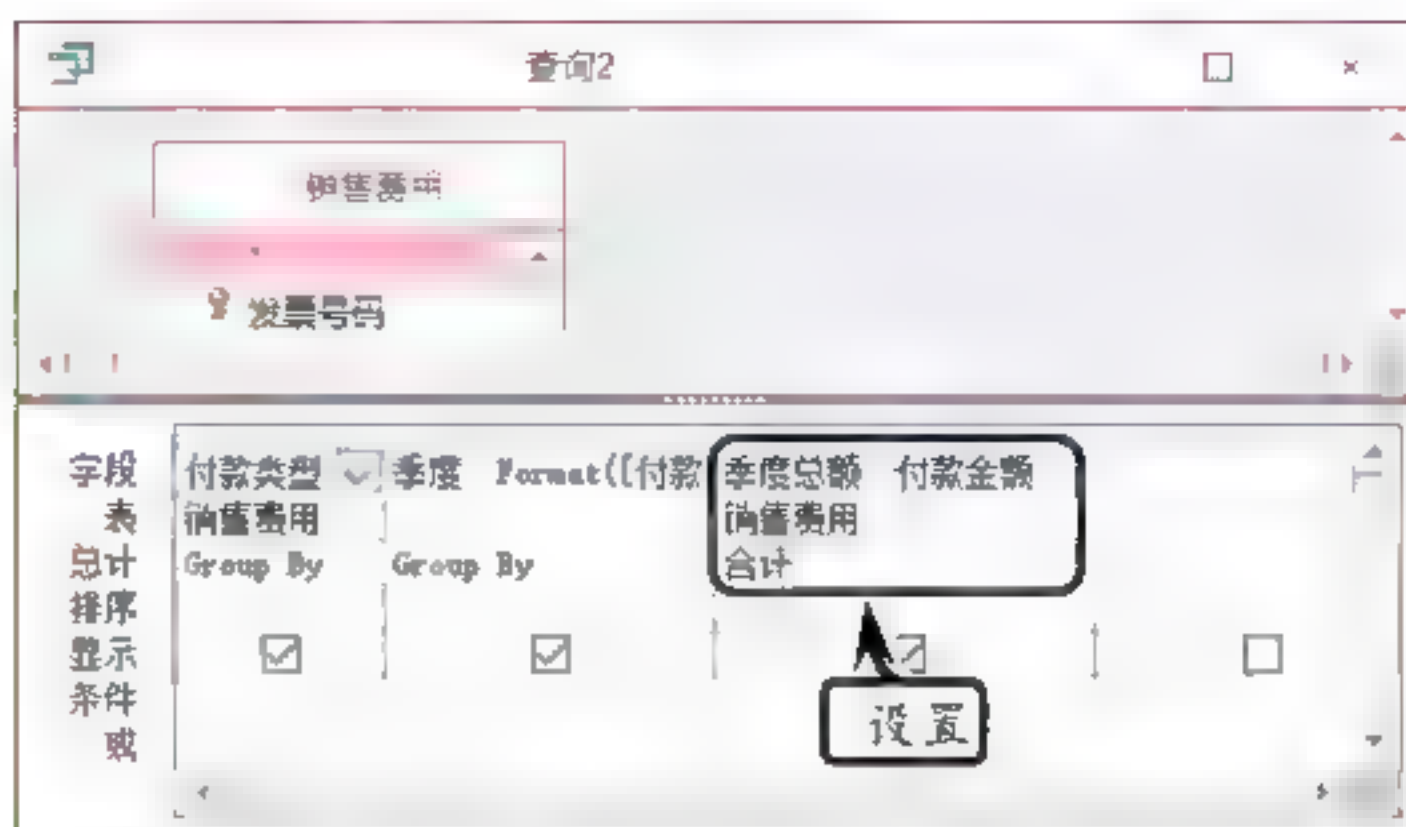 查询2
销售费用
*
发票号码
字段 付款类型 季度 Format([付款 季度总额 付款金额
表 销售费用 销售费用
总计 Group By Group By 合计
排序
显示
条件
或
设置